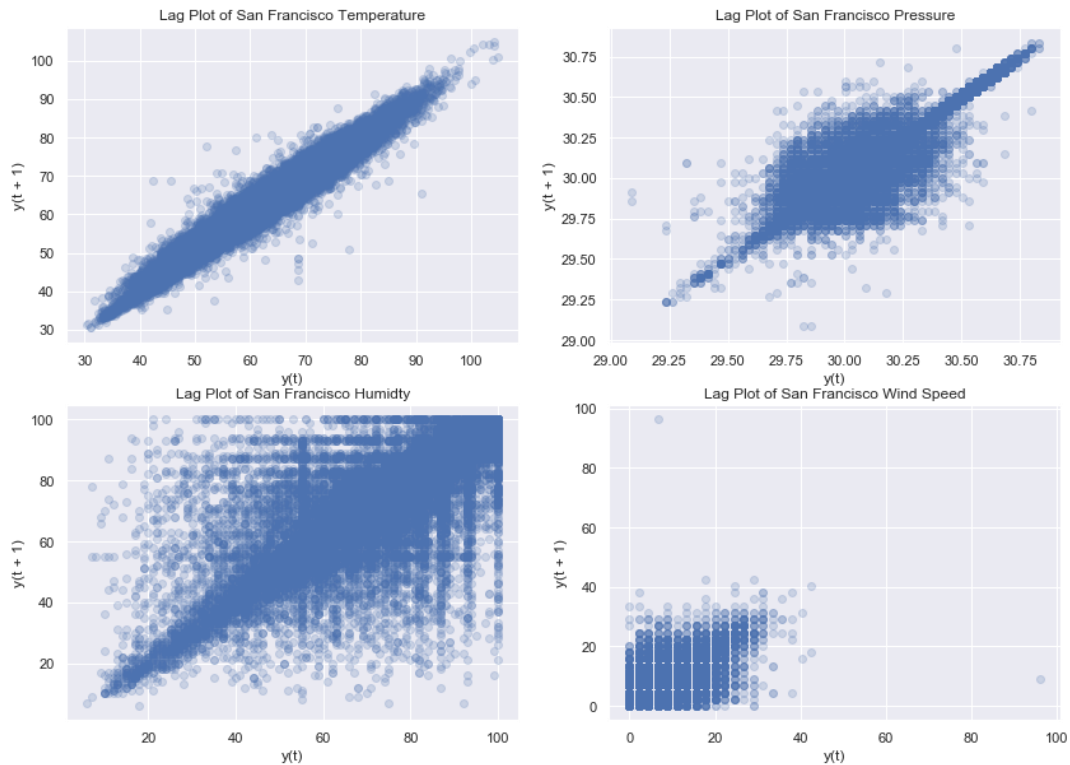 Lag Plot of San Francisco Temperature
y(t + 1)
100
90
80
70
60
50
40
30
30 40 50 60 70 80 90 100
y(t)
Lag Plot of San Francisco Pressure
y(t + 1)
30.75
30.50
30.25
30.00
29.75
29.50
29.25
29.00
29.00 29.25 29.50 29.75 30.00 30.25 30.50 30.75
y(t)
Lag Plot of San Francisco Humidty
y(t + 1)
100
80
60
40
20
20 40 60 80 100
y(t)
Lag Plot of San Francisco Wind Speed
y(t + 1)
100
80
60
40
20
0
0 20 40 60 80 100
y(t)